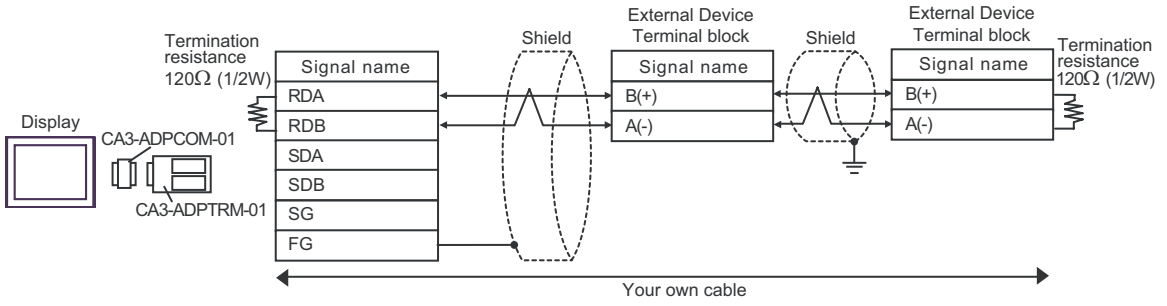 External Device
Terminal block
External Device
Terminal block
Shield
Shield
Termination
resistance
120Ω (1/2W)
Termination
resistance
120Ω (1/2W)
Signal name
Signal name
Signal name
RDA
B(+)
B(+)
RDB
A(-)
A(-)
Display
CA3-ADPCOM-01
SDA
SDB
CA3-ADPTRM-01
SG
FG
Your own cable